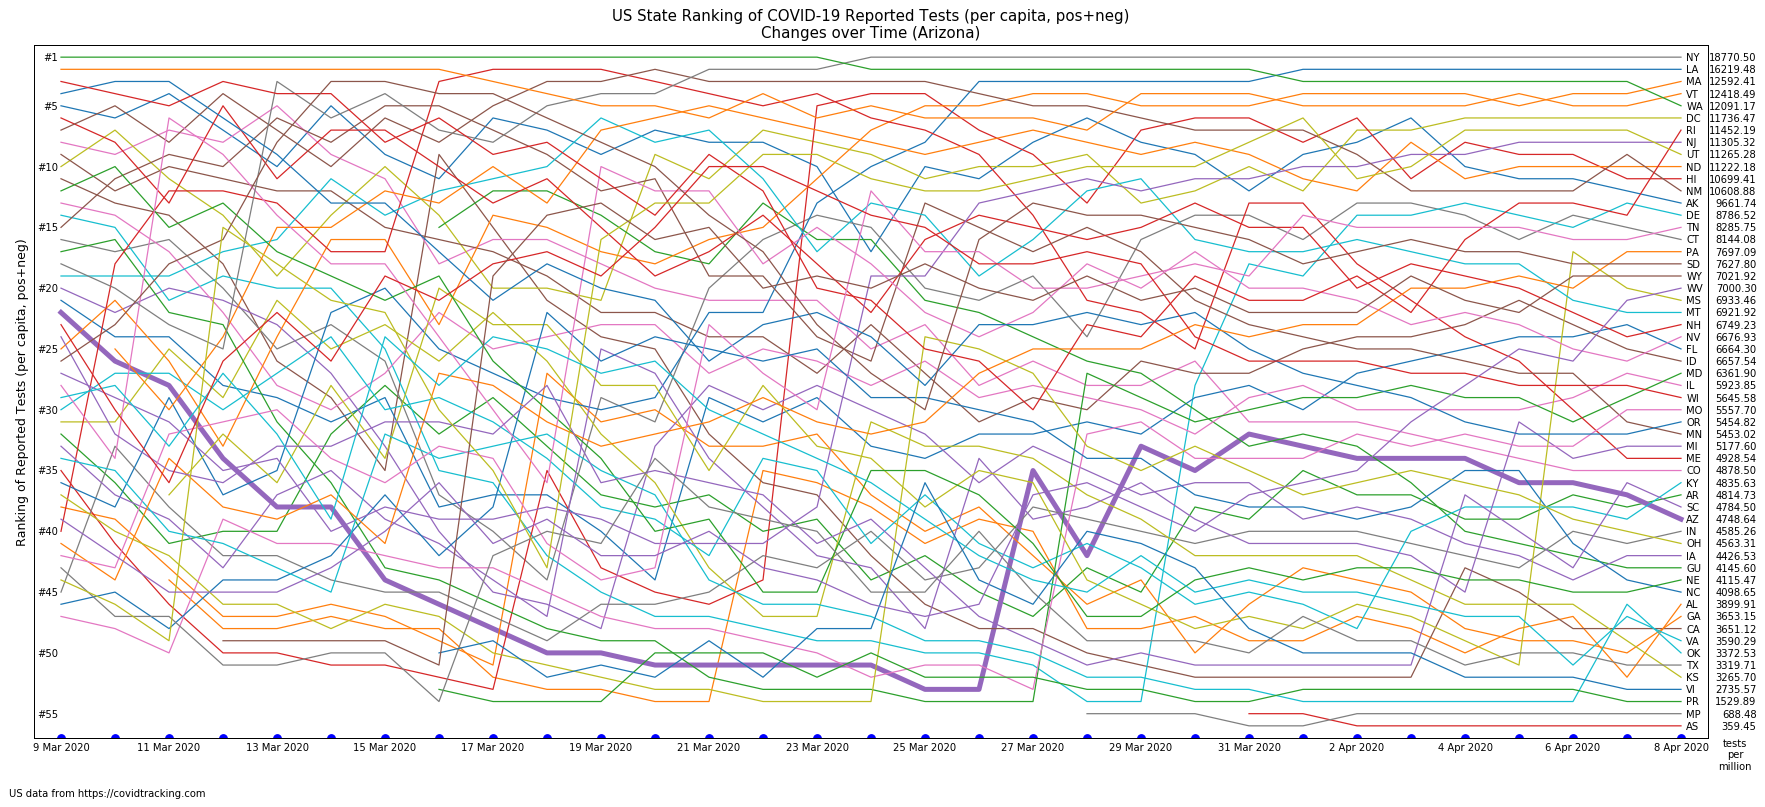 US State Ranking of COVID-19 Reported Tests (per capita, pos+neg)
Changes over Time (Arizona)
Ranking of Reported Tests (per capita, pos+neg)
#1
#5
#10
#15
#20
#25
#30
#35
#40
#45
#50
#55
NY 18770.50
LA 16219.48
MA 12592.41
VT 12418.49
WA 12091.17
DC 11736.47
RI 11452.19
NJ 11305.32
UT 11265.28
ND 11222.18
HI 10699.41
NM 10608.88
AK 9661.74
DE 8786.52
TN 8285.75
CT 8144.08
PA 7697.09
SD 7627.80
WY 7021.92
WV 7000.30
MS 6933.46
MT 6921.92
NH 6749.23
NV 6676.93
FL 6664.30
ID 6657.54
MD 6361.90
IL 5923.85
WI 5645.58
MO 5557.70
OR 5454.82
MN 5453.02
MI 5177.60
ME 4928.54
CO 4878.50
KY 4835.63
AR 4814.73
SC 4784.50
AZ 4748.64
IN 4585.26
OH 4563.31
IA 4426.53
GU 4145.60
NE 4115.47
NC 4098.65
AL 3899.91
GA 3653.15
CA 3651.12
VA 3590.29
OK 3372.53
TX 3319.71
KS 3265.70
VI 2735.57
PR 1529.89
MP 688.48
AS 359.45
9 Mar 2020 11 Mar 2020 13 Mar 2020 15 Mar 2020 17 Mar 2020 19 Mar 2020 21 Mar 2020 23 Mar 2020 25 Mar 2020 27 Mar 2020 29 Mar 2020 31 Mar 2020 2 Apr 2020 4 Apr 2020 6 Apr 2020 8 Apr 2020
tests
per
million
US data from https://covidtracking.com